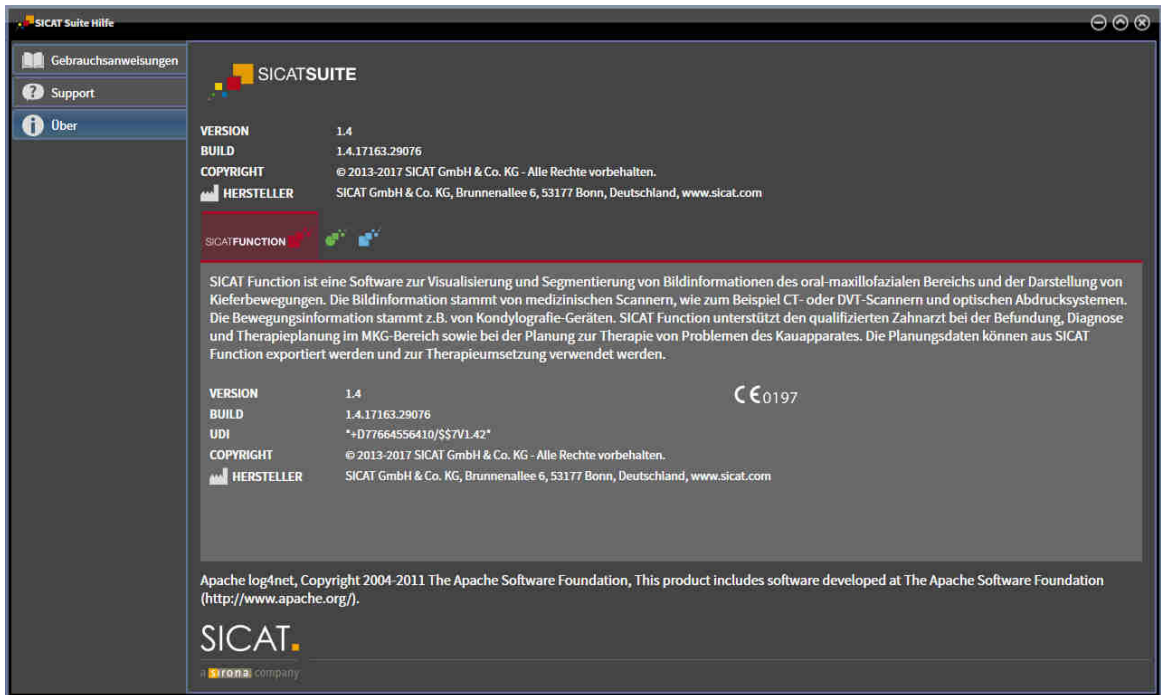 SICAT Suite Hilfe
Gebrauchsanweisungen
Support
Über
SICATSUITE
VERSION 1.4
BUILD 1.4.17163.29076
COPYRIGHT © 2013-2017 SICAT GmbH & Co. KG - Alle Rechte vorbehalten.
HERSTELLER SICAT GmbH & Co. KG, Brunnenallee 6, 53177 Bonn, Deutschland, www.sicat.com
SICATFUNCTION
SICAT Function ist eine Software zur Visualisierung und Segmentierung von Bildinformationen des oral-maxillofazialen Bereichs und der Darstellung von
Kieferbewegungen. Die Bildinformation stammt von medizinischen Scannern, wie zum Beispiel CT- oder DVT-Scannern und optischen Abdrucksystemen.
Die Bewegungsinformation stammt z.B. von Kondylografie-Geräten. SICAT Function unterstützt den qualifizierten Zahnarzt bei der Befundung, Diagnose
und Therapieplanung im MKG-Bereich sowie bei der Planung zur Therapie von Problemen des Kauapparates. Die Planungsdaten können aus SICAT
Function exportiert werden und zur Therapieumsetzung verwendet werden.
VERSION 1.4 CE0197
BUILD 1.4.17163.29076
UDI *+D77664556410/$$7V1.42*
COPYRIGHT © 2013-2017 SICAT GmbH & Co. KG - Alle Rechte vorbehalten.
HERSTELLER SICAT GmbH & Co. KG, Brunnenallee 6, 53177 Bonn, Deutschland, www.sicat.com
Apache log4net, Copyright 2004-2011 The Apache Software Foundation, This product includes software developed at The Apache Software Foundation
(http://www.apache.org/).
SICAT.
a sirona company